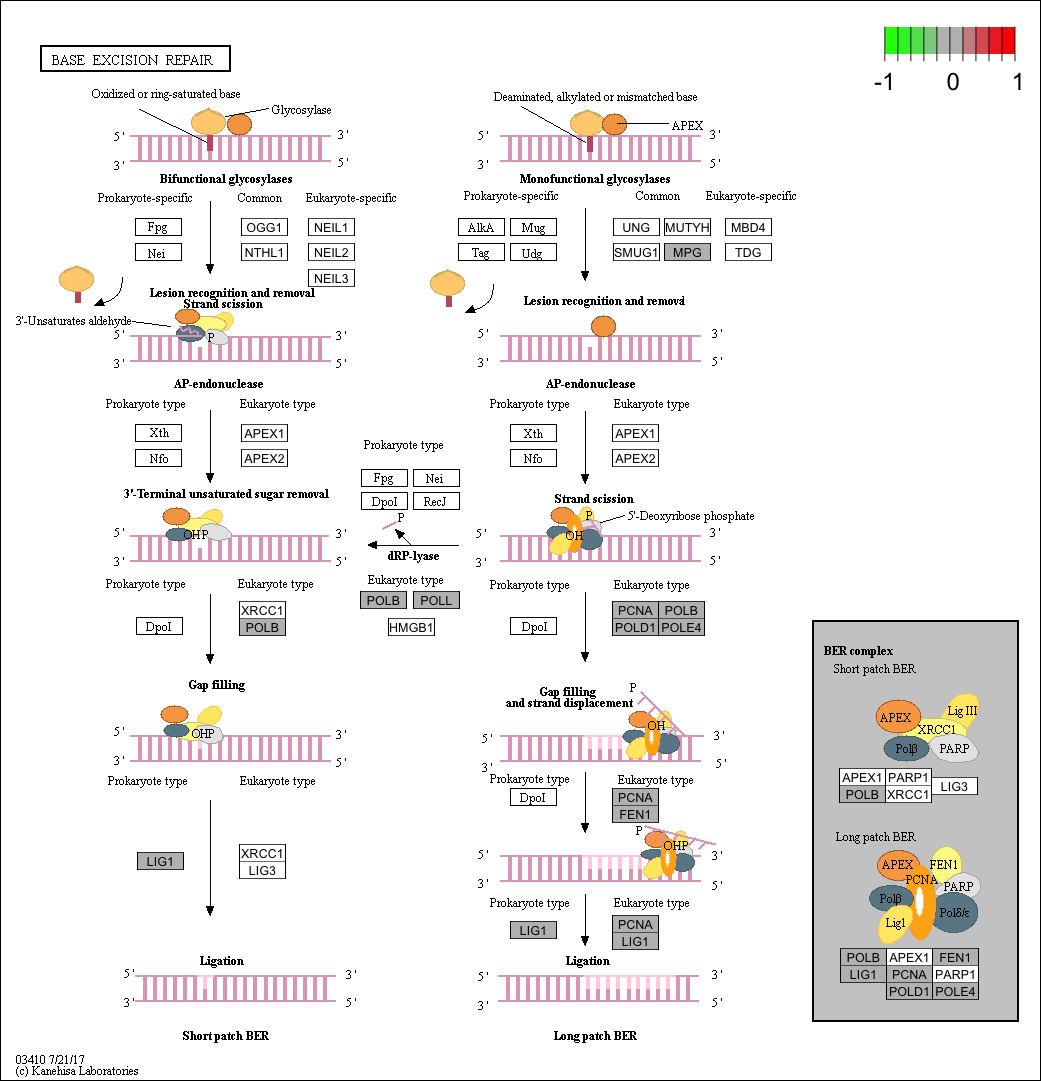 BASE EXCISION REPAIR
-1 0 1
Oxidized or ring-saturated base
Glycosylase
5' 3'
3' 5'
Bifunctional glycosylases
Deaminated, alkylated or mismatched base
APEX
5' 3'
3' 5'
Monofunctional glycosylases
Prokaryote-specific Common Eukaryote-specific
Fpg OGG1 NEIL1
Nei NTHL1 NEIL2
NEIL3
Prokaryote-specific Common Eukaryote-specific
AlkA Mug UNG MUTYH MBD4
Tag Udg SMUG1 MPG TDG
Lesion recognition and removal
Strand scission
3'-Unsaturates aldehyde
P
5' 3'
3' 5'
AP-endonuclease
Lesion recognition and remova
5' 3'
3' 5'
AP-endonuclease
Prokaryote type Eukaryote type
Xth APEX1
Nfo APEX2
Prokaryote type Eukaryote type
Xth APEX1
Nfo APEX2
Prokaryote type
Fpg Nei
DpoI RecJ
P
dRP-lyase
Eukaryote type
POLB POLL
HMGB1
3'-Terminal unsaturated sugar removal
OHP
5' 3'
3' 5'
Strand scission
P
5'-Deoxyribose phosphate
OH
5' 3'
3' 5'
Prokaryote type Eukaryote type
DpoI XRCC1
POLB
Prokaryote type Eukaryote type
DpoI PCNA POLB
POLD1 POLE4
Gap filling
OHP
5' 3'
3' 5'
Gap filling
and strand displacement
P
OH
5' 3'
3' 5'
Prokaryote type Eukaryote type
LIG1 XRCC1
LIG3
Prokaryote type Eukaryote type
DpoI PCNA
FEN1
P
OHP
5' 3'
3' 5'
Prokaryote type Eukaryote type
LIG1 PCNA
LIG1
Ligation
5' 3'
3' 5'
Short patch BER
Ligation
5' 3'
3' 5'
Long patch BER
BER complex
Short patch BER
APEX
Lig III
XRCC1
Polβ
PARP
APEX1 PARP1
LIG3
POLB XRCC1
Long patch BER
APEX
FEN1
PCNA
PARP
Polβ
Polδ/ε
LigI
POLB APEX1 FEN1
LIG1 PCNA PARP1
POLD1 POLE4
03410 7/21/17
(c) Kanehisa Laboratories